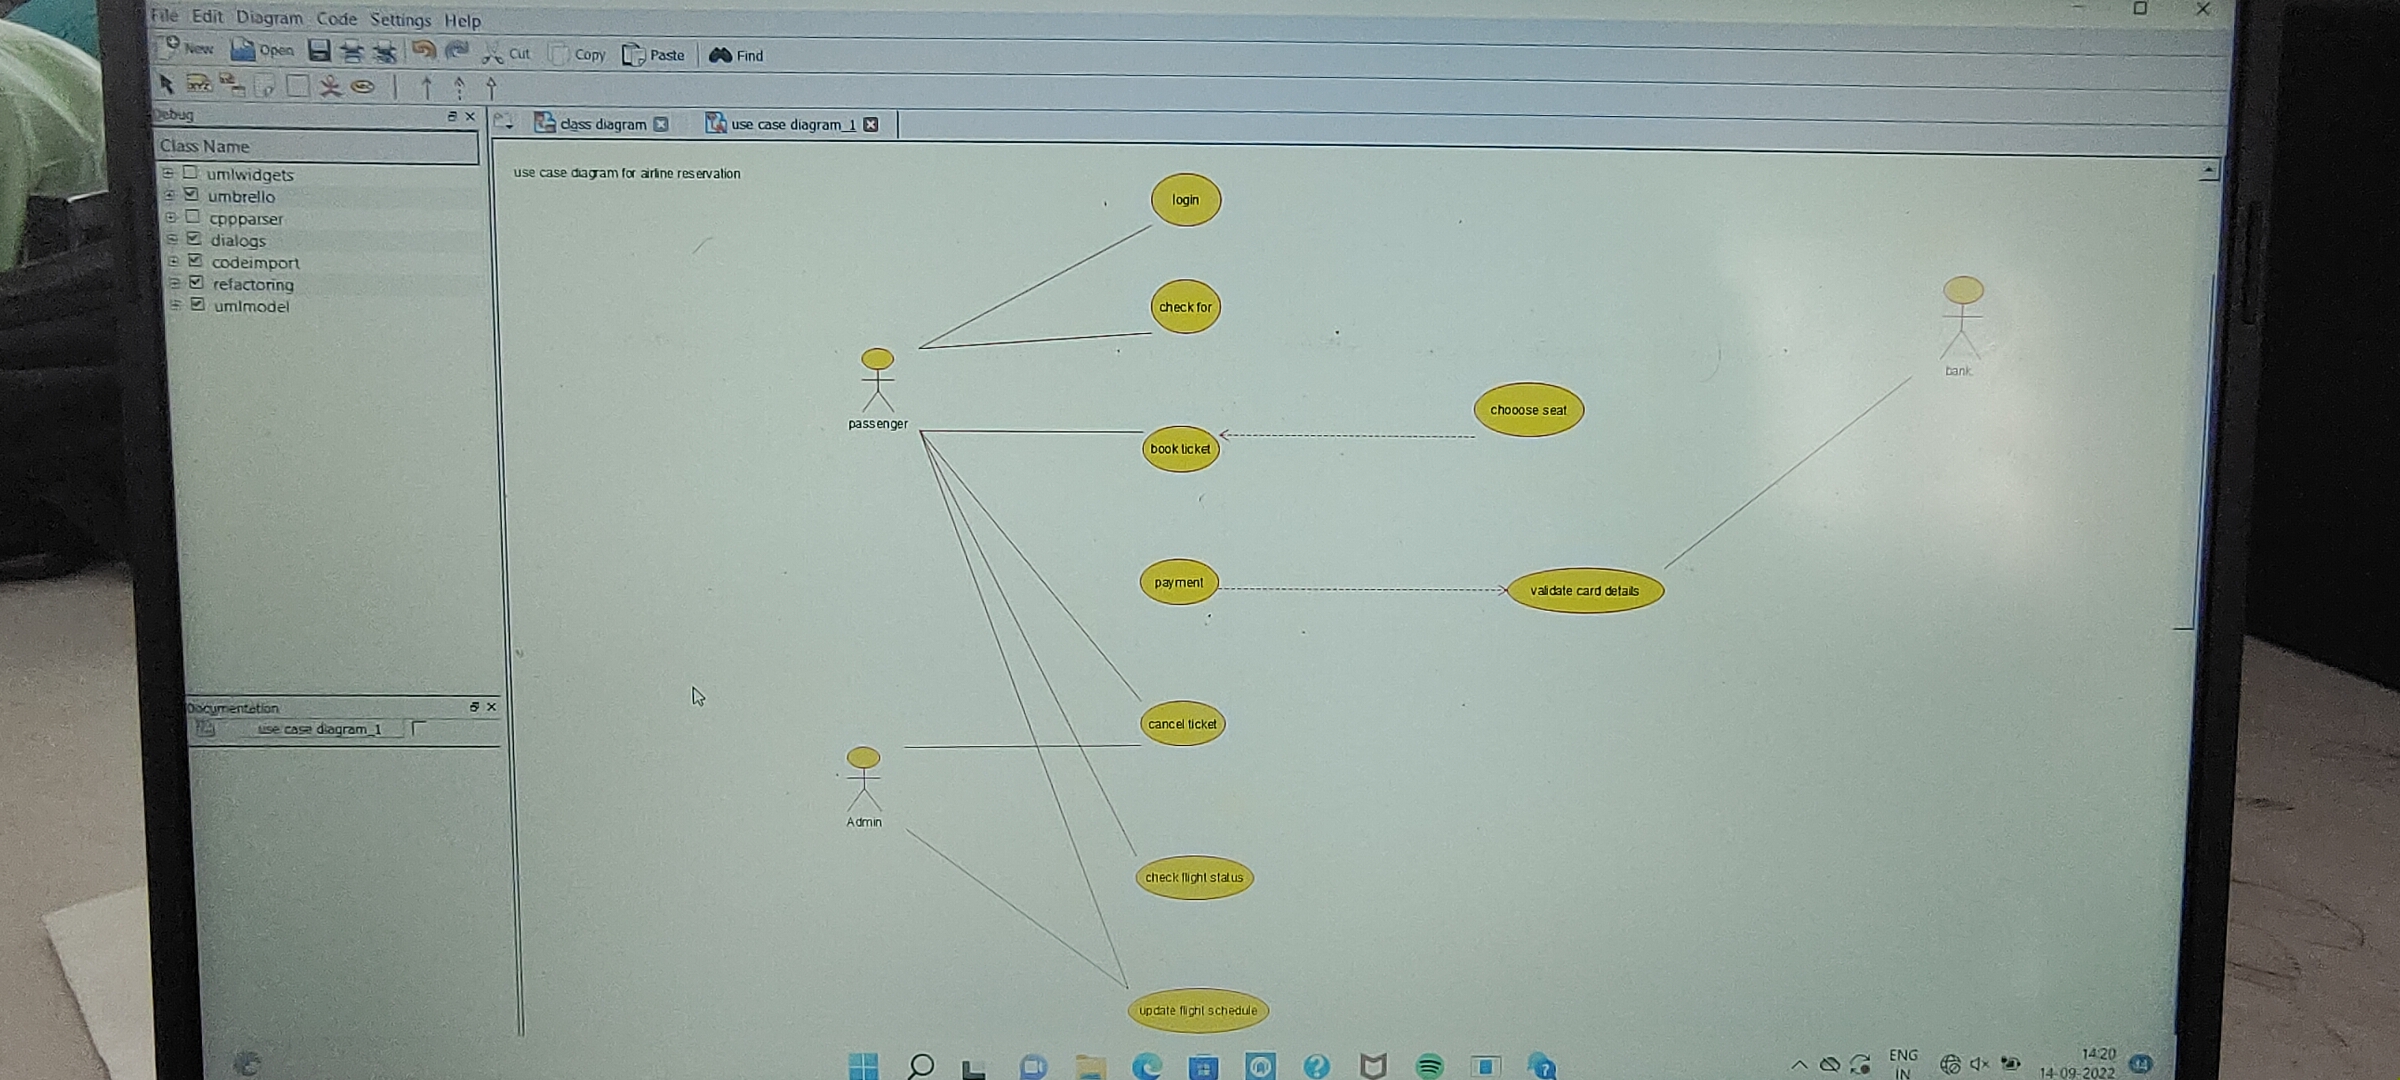 File Edit Diagram Code Settings Help
New Open Cut Copy Paste Find
Debug
class diagram use case diagram_1
Class Name
umlwidgets
umbrello
cppparser
dialogs
codeimport
refactoring
umlmodel
Documentation
use case diagram_1
use case diagram for airline reservation
login
check for
passenger
book ticket
chooose seat
bank
payment
validate card details
cancel ticket
Admin
check flight status
update flight schedule
ENG
IN
14:20
14-09-2022